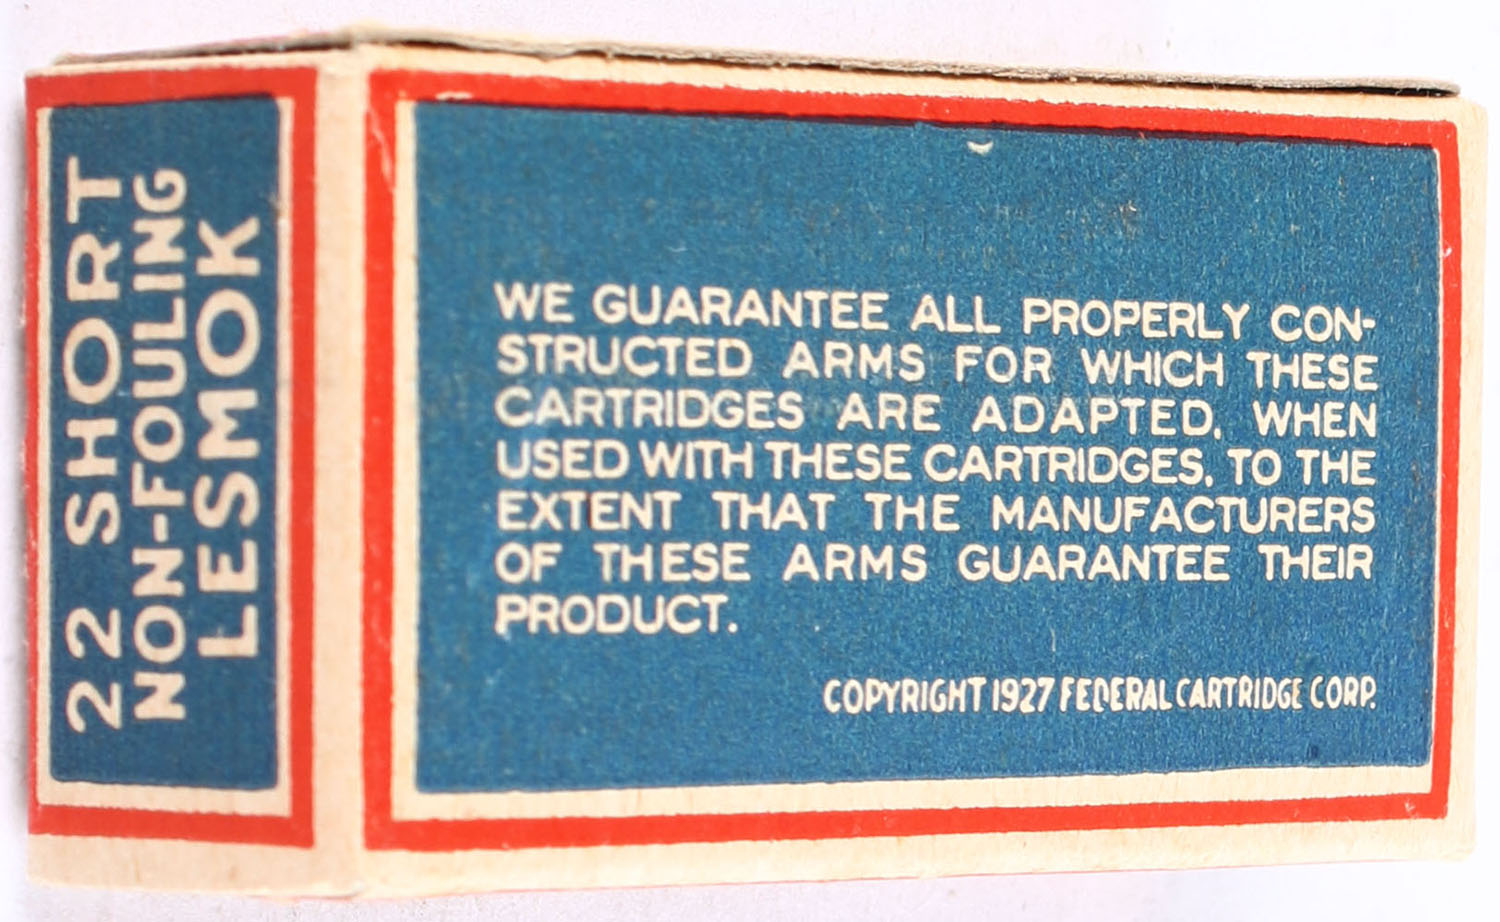 22 SHORT
NON-FOULING
LESMOK
WE GUARANTEE ALL PROPERLY CON-
STRUCTED ARMS FOR WHICH THESE
CARTRIDGES ARE ADAPTED, WHEN
USED WITH THESE CARTRIDGES, TO THE
EXTENT THAT THE MANUFACTURERS
OF THESE ARMS GUARANTEE THEIR
PRODUCT.
COPYRIGHT 1927 FEDERAL CARTRIDGE CORP.